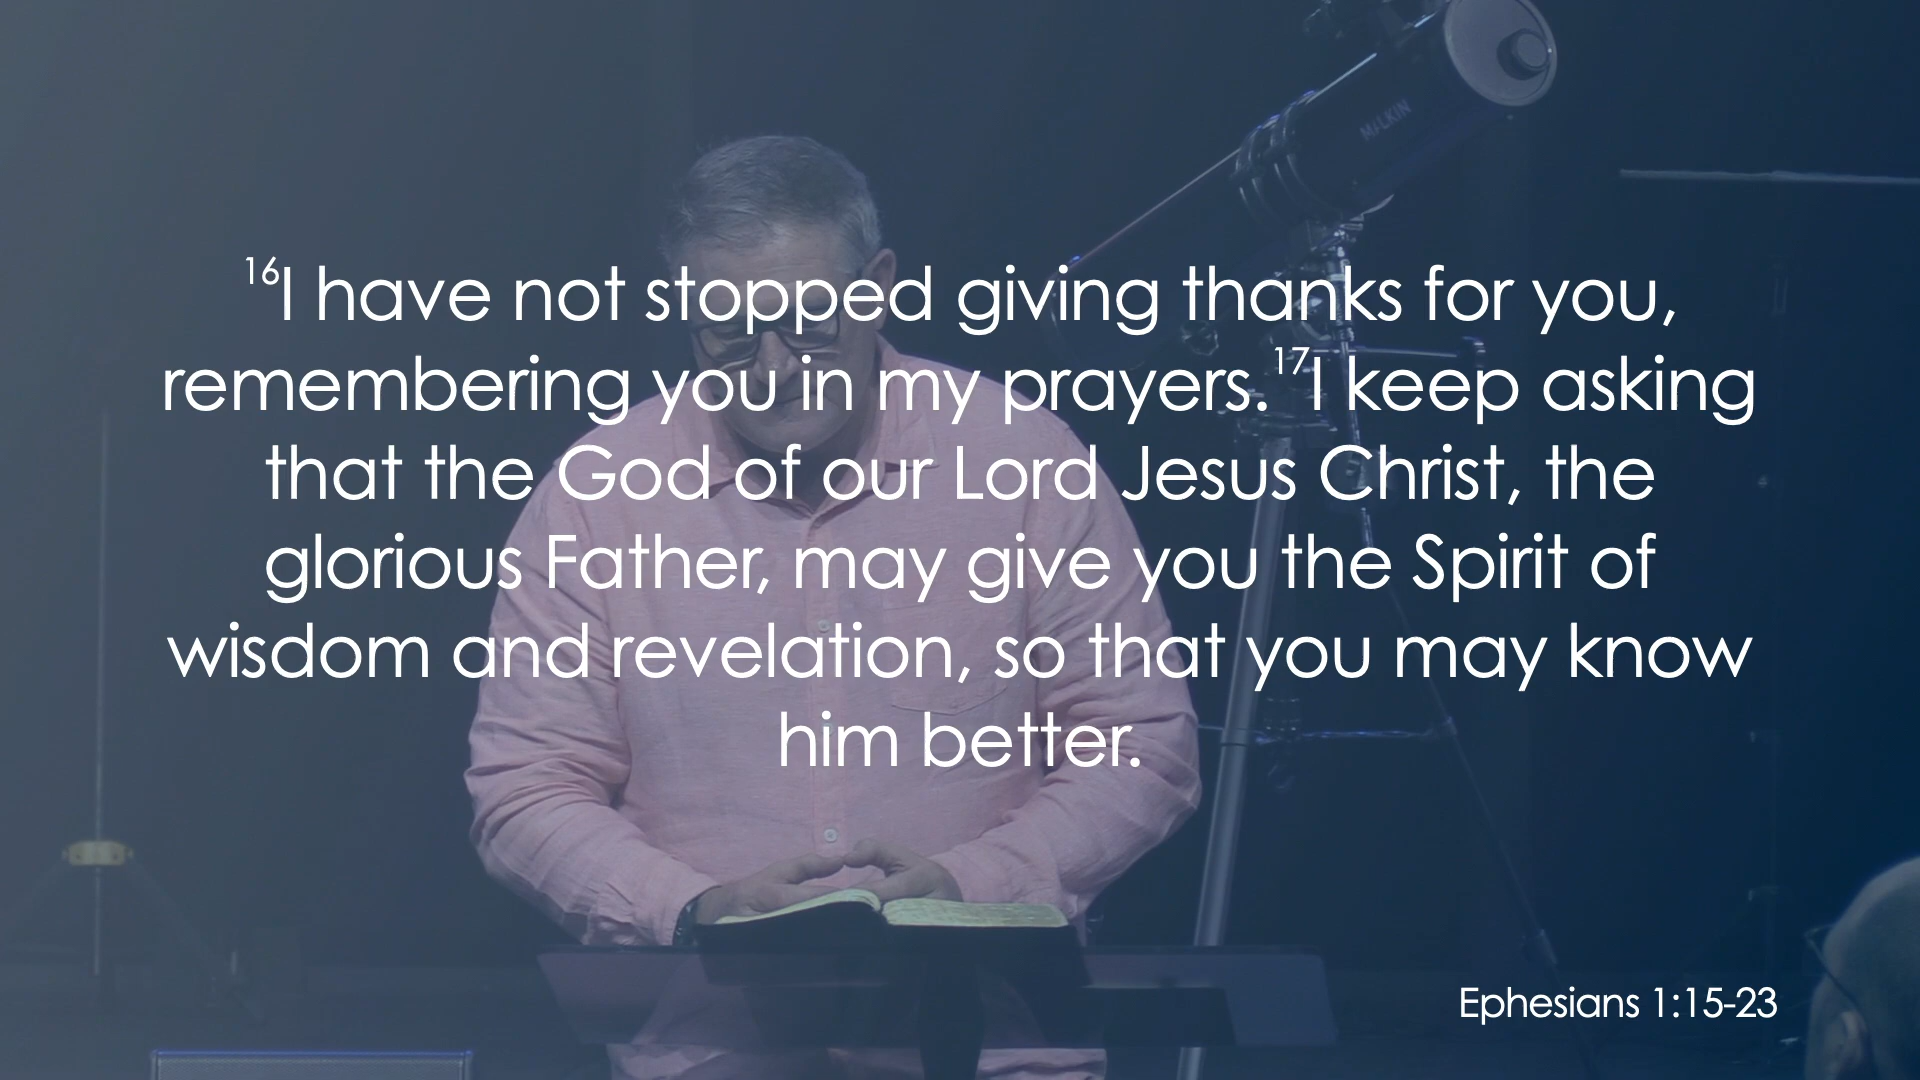 MALKIN
¹⁶I have not stopped giving thanks for you,
remembering you in my prayers. ¹⁷I keep asking
that the God of our Lord Jesus Christ, the
glorious Father, may give you the Spirit of
wisdom and revelation, so that you may know
him better.
Ephesians 1:15-23